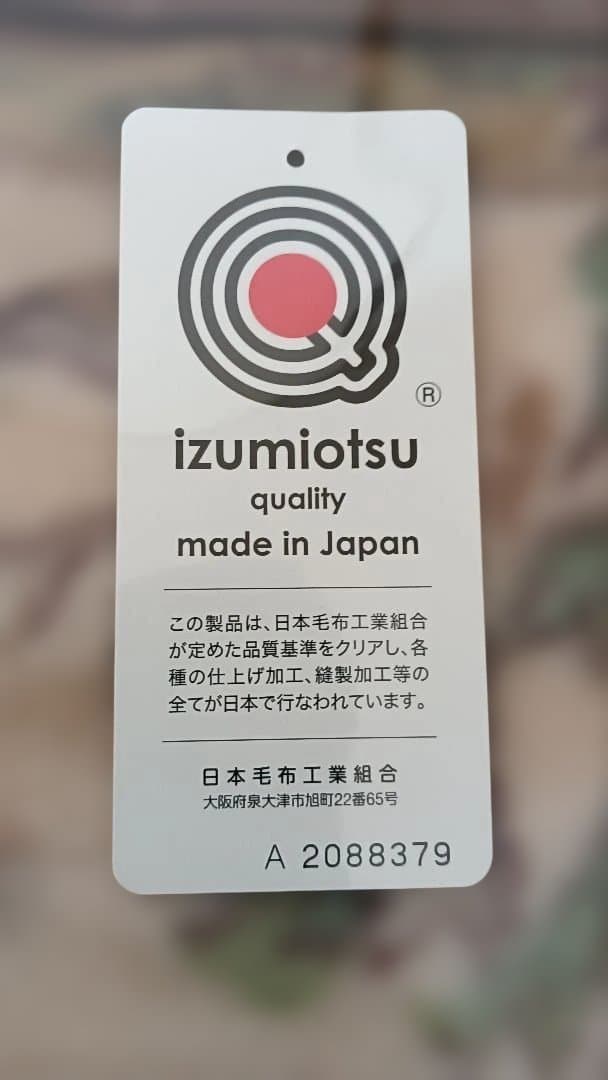 ®
izumiotsu
quality
made in Japan
この製品は、日本毛布工業組合
が定めた品質基準をクリアし、各
種の仕上げ加工、縫製加工等の
全てが日本で行なわれています。
日本毛布工業組合
大阪府泉大津市旭町22番65号
A 2088379